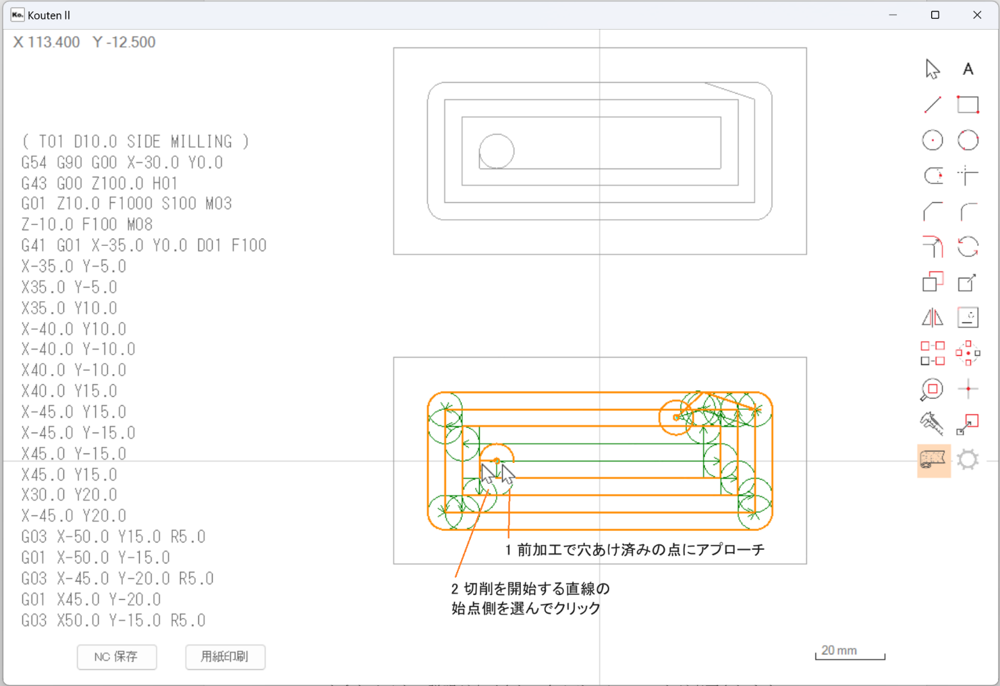 Ko.
Kouten II
X 113.400 Y -12.500
A
( T01 D10.0 SIDE MILLING )
G54 G90 G00 X-30.0 Y0.0
G43 G00 Z100.0 H01
G01 Z10.0 F1000 S100 M03
Z-10.0 F100 M08
G41 G01 X-35.0 Y0.0 D01 F100
X-35.0 Y-5.0
X35.0 Y-5.0
X35.0 Y10.0
X-40.0 Y10.0
X-40.0 Y-10.0
X40.0 Y-10.0
X40.0 Y15.0
X-45.0 Y15.0
X-45.0 Y-15.0
X45.0 Y-15.0
X45.0 Y15.0
X30.0 Y20.0
X-45.0 Y20.0
G03 X-50.0 Y15.0 R5.0
G01 X-50.0 Y-15.0
G03 X-45.0 Y-20.0 R5.0
G01 X45.0 Y-20.0
G03 X50.0 Y-15.0 R5.0
1 前加工で穴あけ済みの点にアプローチ
2 切削を開始する直線の
始点側を選んでクリック
NC 保存
用紙印刷
20 mm